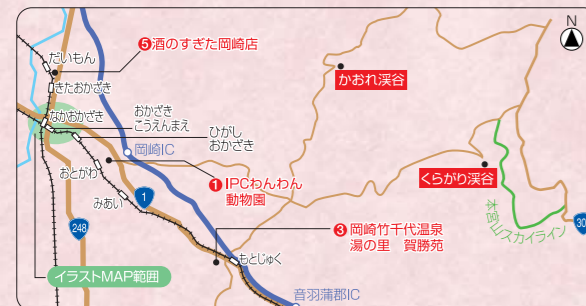 N
❺酒のすぎた岡崎店
だいもん
きたおかざき
かおれ渓谷
なかおかざき
おかざき
こうえんまえ
ひがし
おかざき
岡崎IC
おとがわ
くらがり渓谷
❶IPCわんわん
動物園
みあい
1
本宮山スカイライン
❸岡崎竹千代温泉
湯の里 賀勝苑
248
30
もとじゅく
イラストMAP範囲
音羽蒲郡IC